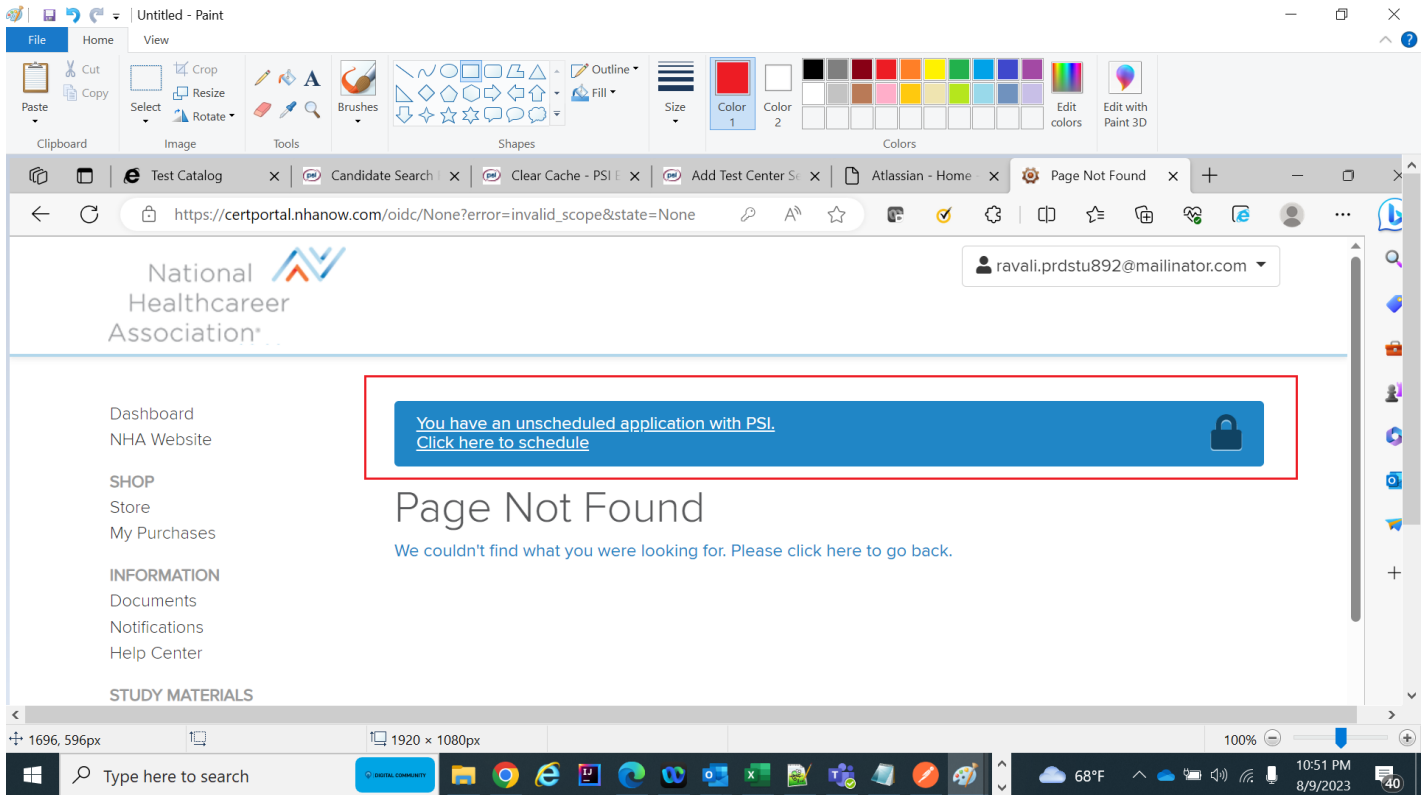 Untitled - Paint
File Home View
Cut
Copy
Paste
Clipboard
Crop
Resize
Rotate
Select
Image
A
Tools
Brushes
Outline
Fill
Shapes
Size
Color 1
Color 2
Edit colors
Edit with Paint 3D
Colors
Test Catalog
psi Candidate Search
psi Clear Cache - PSI
psi Add Test Center Se
Atlassian - Home -
Page Not Found
https://certportal.nhanow.com/oidc/None?error=invalid_scope&state=None
National
Healthcareer
Association
ravali.prdstu892@mailinator.com
You have an unscheduled application with PSI.
Click here to schedule
Page Not Found
We couldn't find what you were looking for. Please click here to go back.
Dashboard
NHA Website
SHOP
Store
My Purchases
INFORMATION
Documents
Notifications
Help Center
STUDY MATERIALS
1696, 596px
1920 × 1080px
100%
Type here to search
DIGITAL COMMUNITY
68°F
10:51 PM
8/9/2023
40